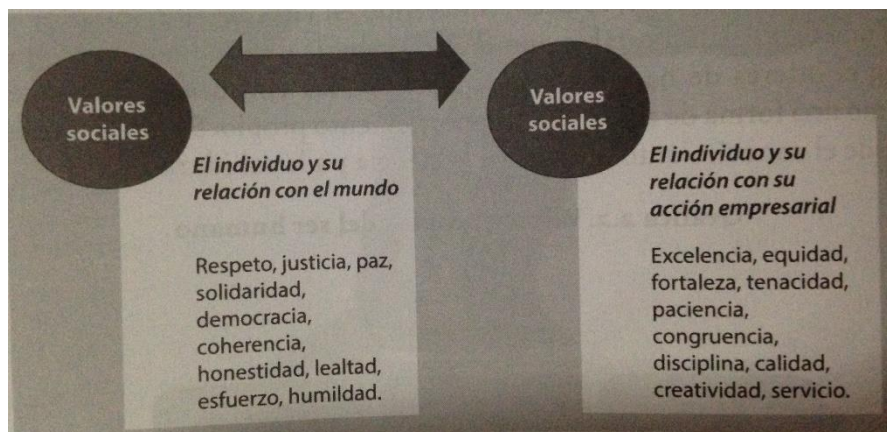 Valores
sociales
El individuo y su
relación con el mundo
Respeto, justicia, paz,
solidaridad,
democracia,
coherencia,
honestidad, lealtad,
esfuerzo, humildad.
Valores
sociales
El individuo y su
relación con su
acción empresarial
Excelencia, equidad,
fortaleza, tenacidad,
paciencia,
congruencia,
disciplina, calidad,
creatividad, servicio.